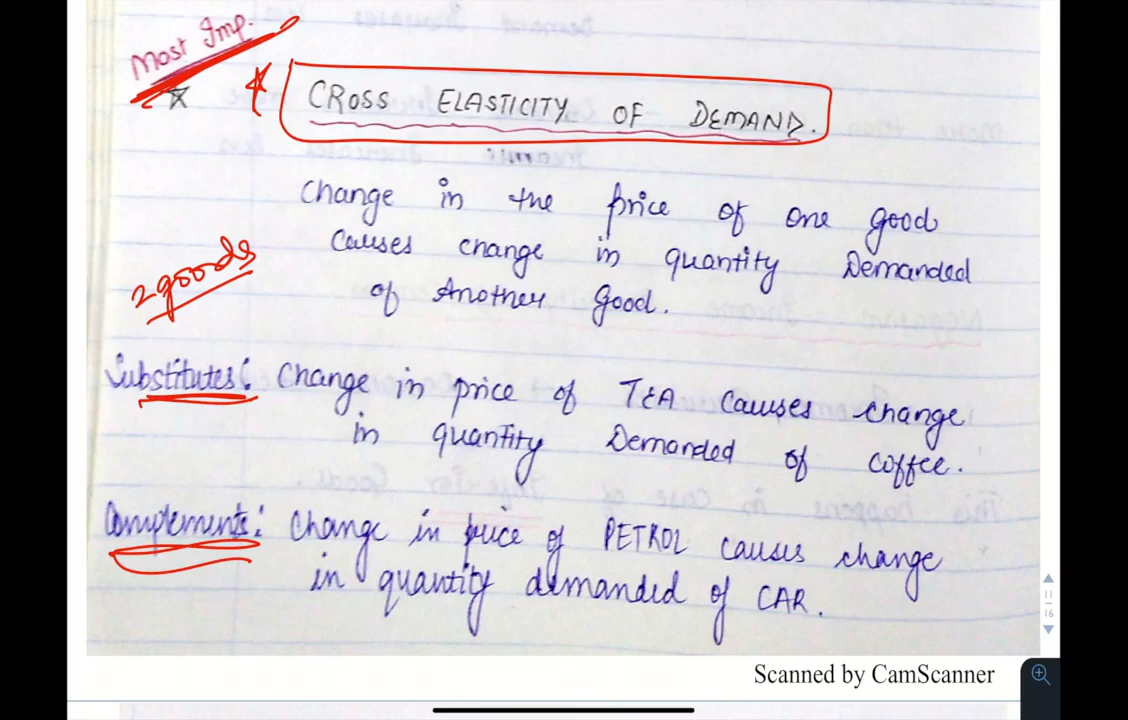 Most Imp.
CROSS ELASTICITY OF DEMAND.
Change in the price of one good
2 goods
Causes change in quantity Demanded
of Another Good.
Substitutes: Change in price of TEA Causes change
in quantity Demanded of coffee.
Complements: Change in price of PETROL causes change
in quantity demanded of CAR.
11
16
Scanned by CamScanner